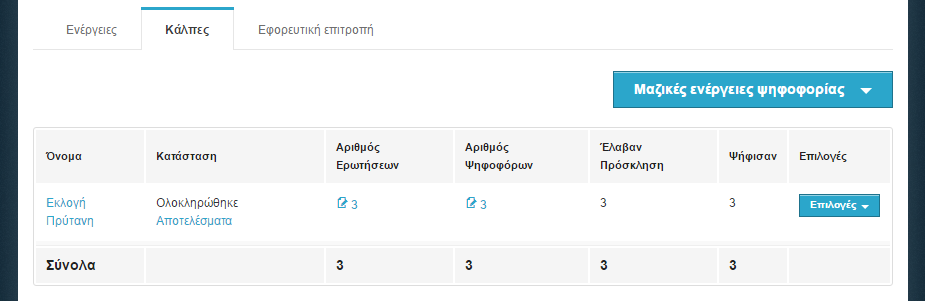 Ενέργειες Κάλπες Εφορευτική επιτροπή
Μαζικές ενέργειες ψηφοφορίας
Όνομα Κατάσταση Αριθμός Ερωτήσεων Αριθμός Ψηφοφόρων Έλαβαν Πρόσκληση Ψήφισαν Επιλογές
Εκλογή Πρύτανη Ολοκληρώθηκε Αποτελέσματα 3 3 3 3 Επιλογές
Σύνολα 3 3 3 3